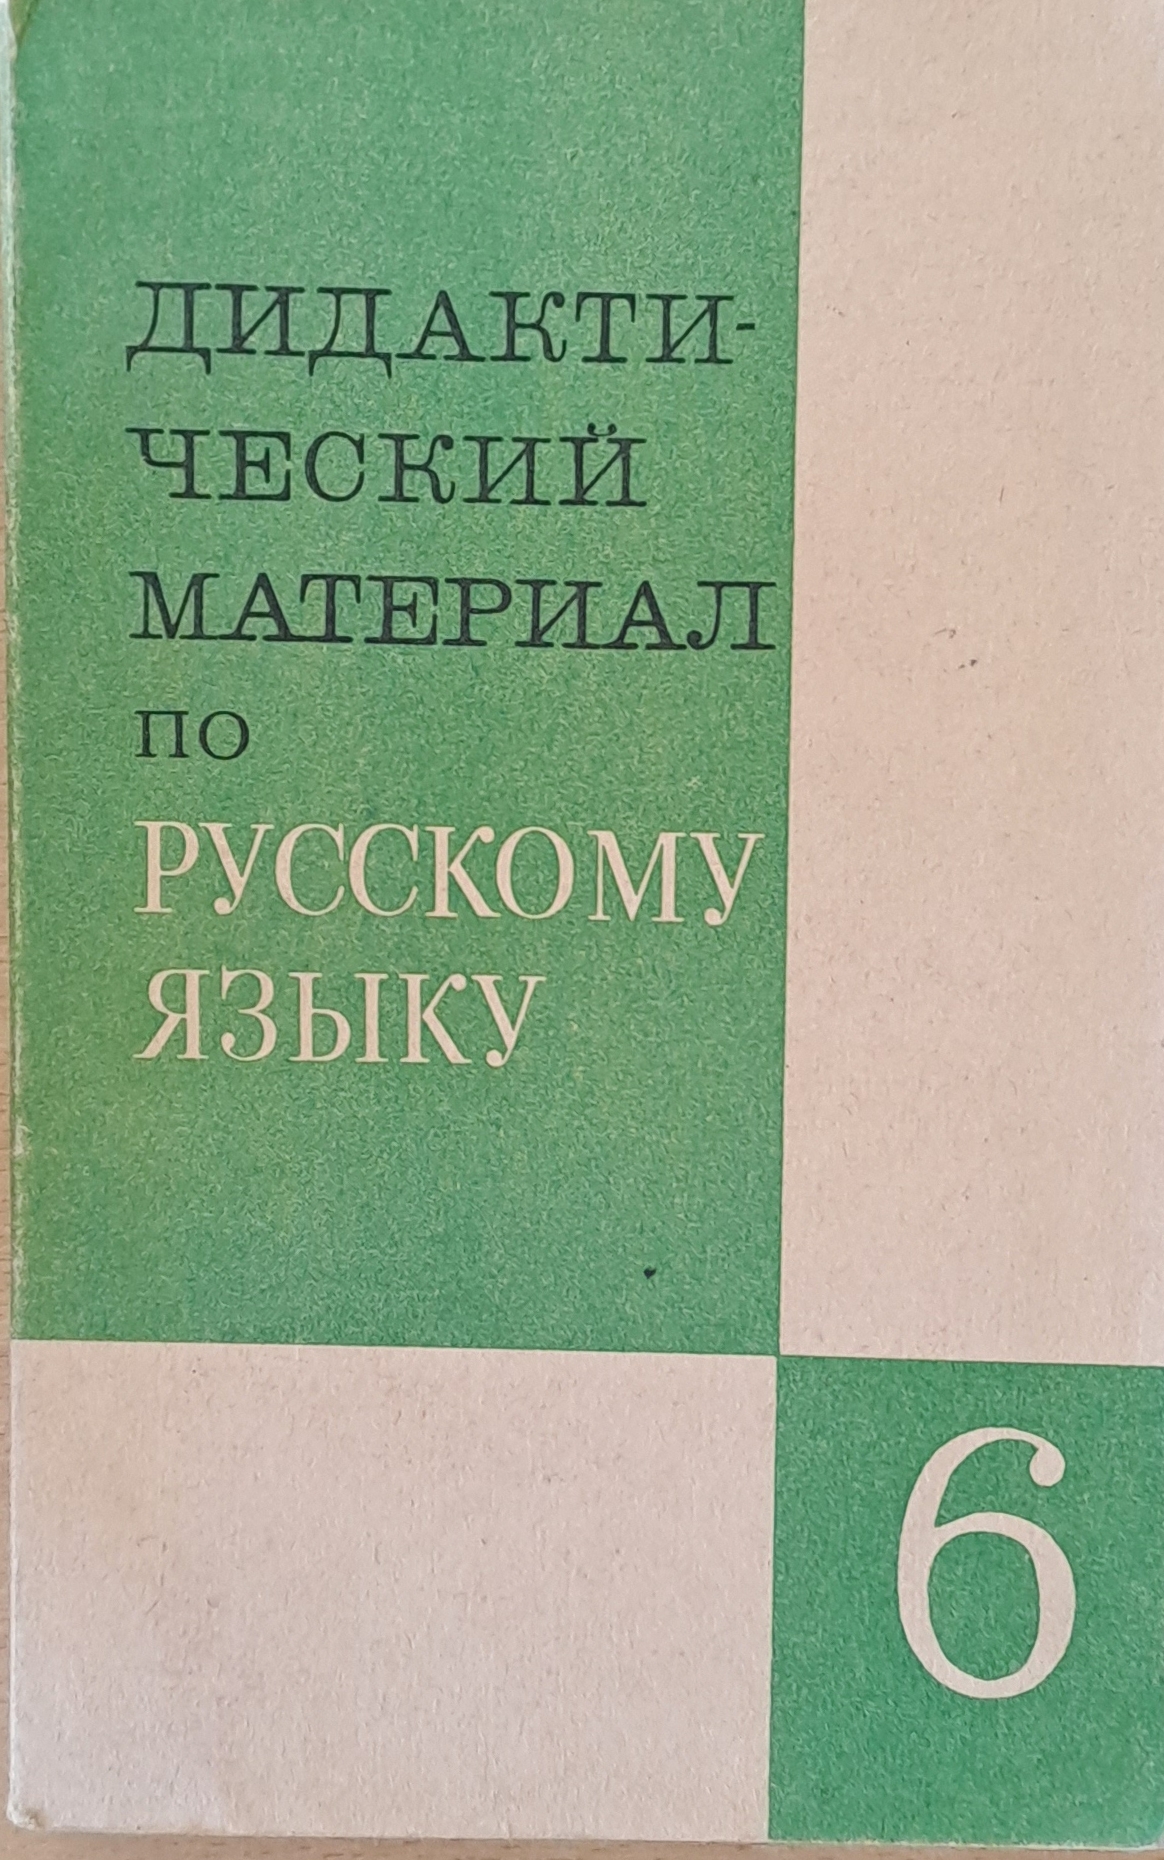 ДИДАКТИ-
ЧЕСКИЙ
МАТЕРИАЛ
ПО
РУССКОМУ
ЯЗЫКУ
6